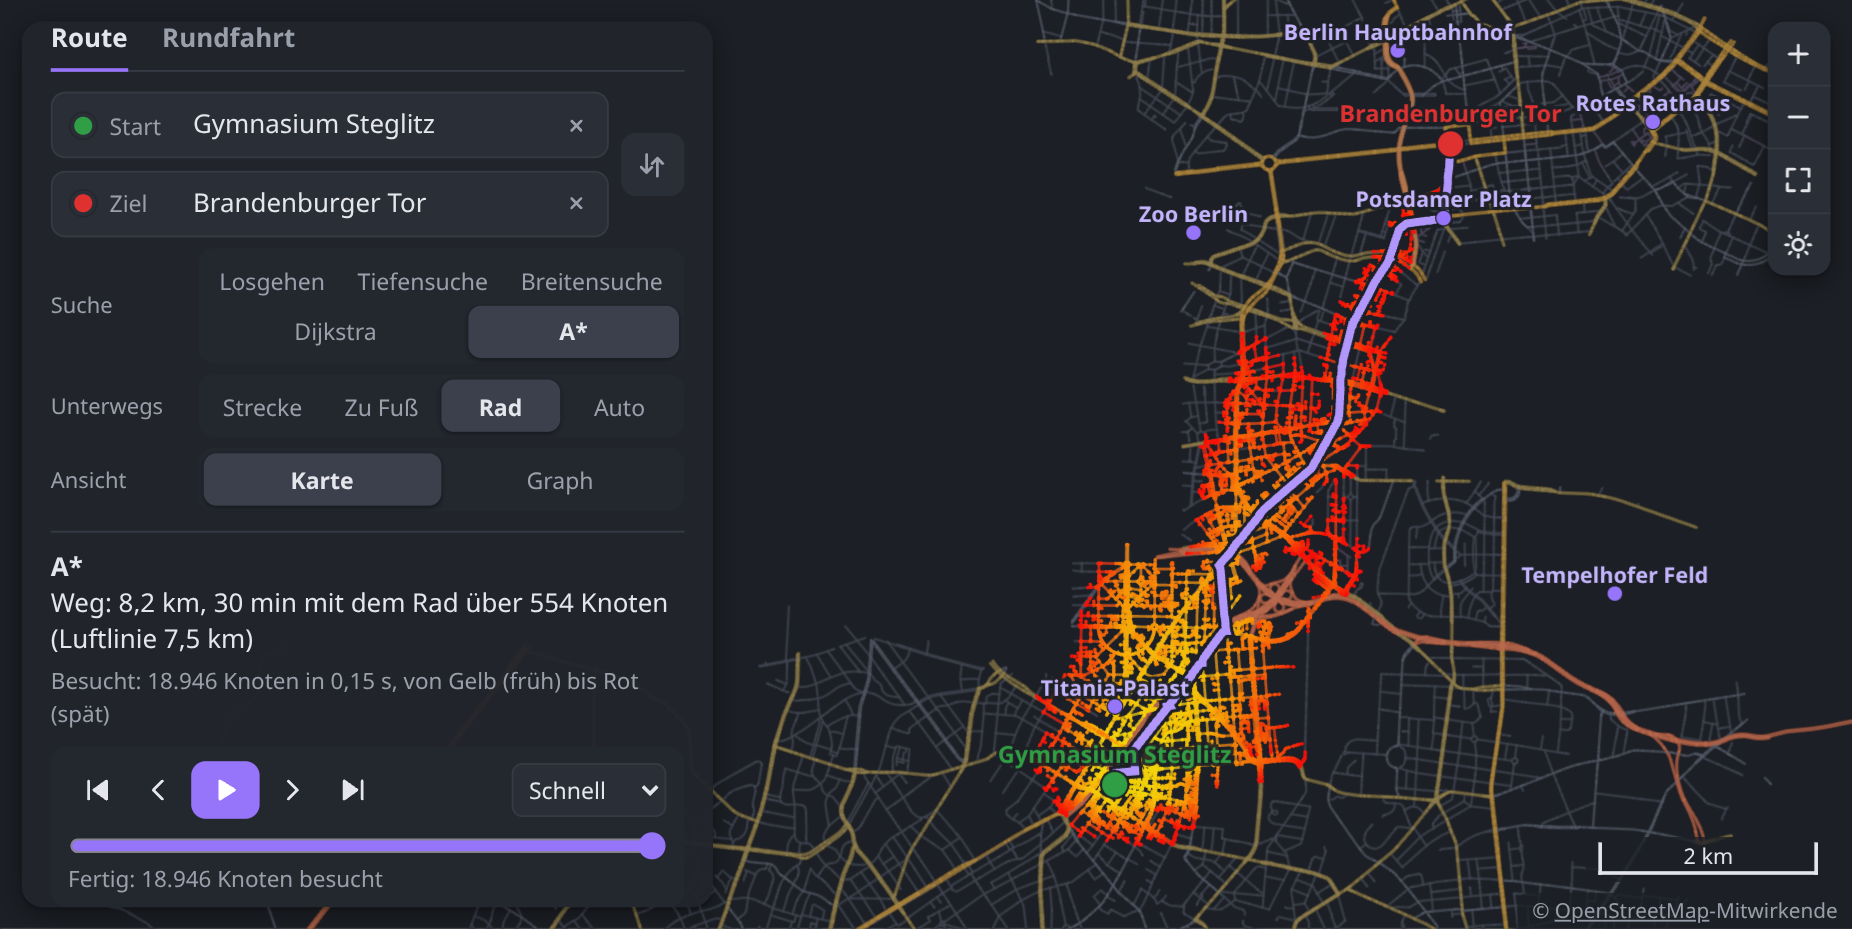 Route Rundfahrt
Start Gymnasium Steglitz ×
Ziel Brandenburger Tor ×
Suche
Losgehen Tiefensuche Breitensuche
Dijkstra A*
Unterwegs Strecke Zu Fuß Rad Auto
Ansicht Karte Graph
A*
Weg: 8,2 km, 30 min mit dem Rad über 554 Knoten
(Luftlinie 7,5 km)
Besucht: 18.946 Knoten in 0,15 s, von Gelb (früh) bis Rot
(spät)
Schnell
Fertig: 18.946 Knoten besucht
Berlin Hauptbahnhof
Rotes Rathaus
Brandenburger Tor
Potsdamer Platz
Zoo Berlin
Tempelhofer Feld
Titania-Palast
Gymnasium Steglitz
2 km
© OpenStreetMap-Mitwirkende